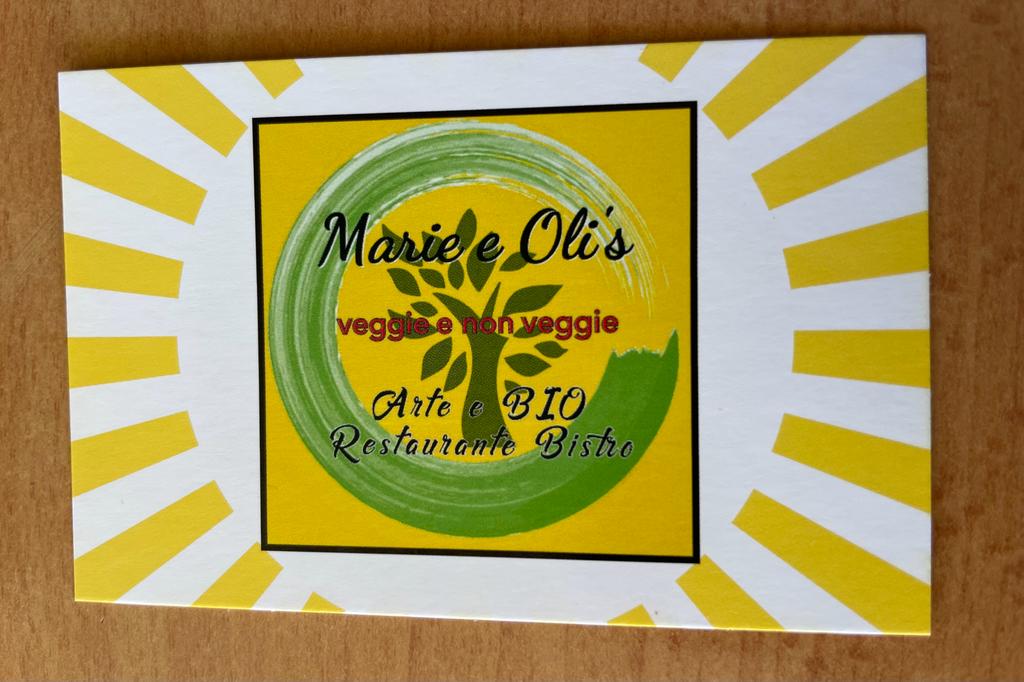 Marie e Oli's
veggie e non veggie
Arte e BIO
Restaurante Bistro